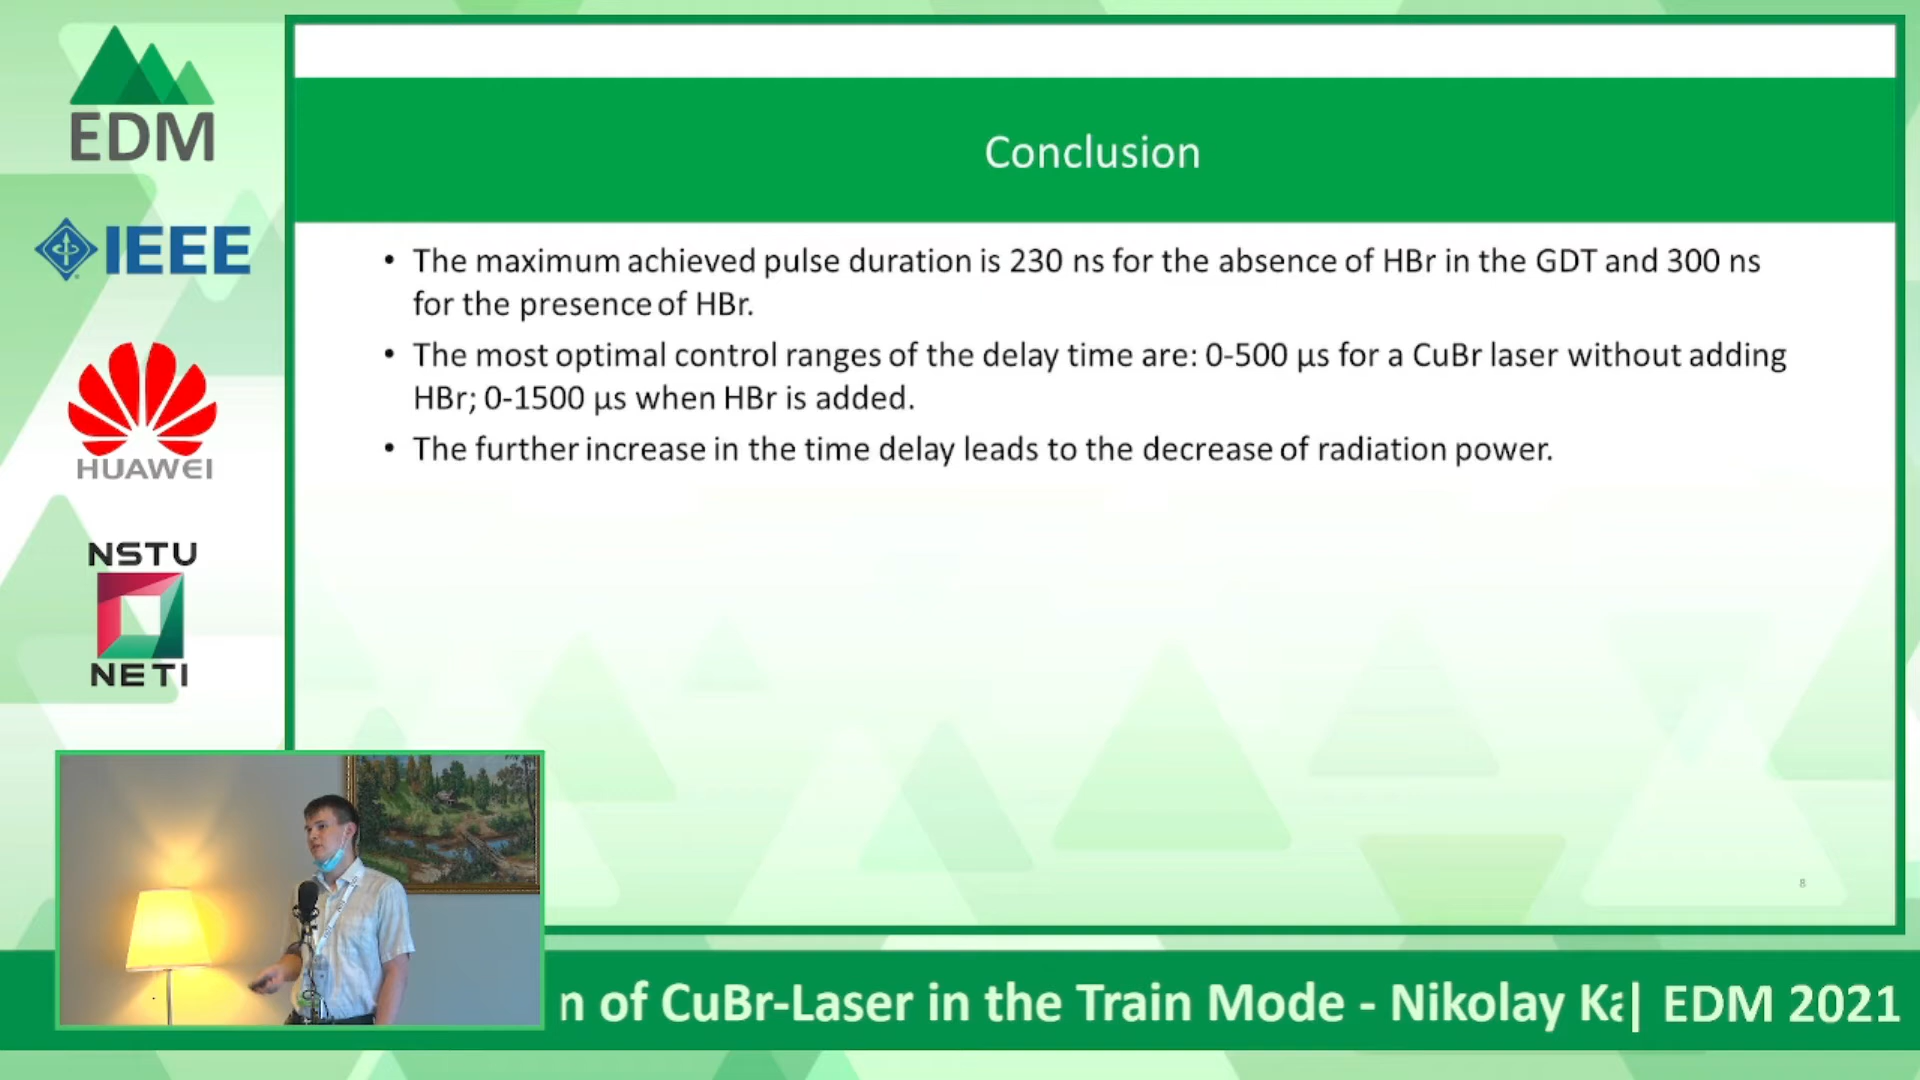 EDM
IEEE
HUAWEI
NSTU
NETI
Conclusion
• The maximum achieved pulse duration is 230 ns for the absence of HBr in the GDT and 300 ns
for the presence of HBr.
• The most optimal control ranges of the delay time are: 0-500 µs for a CuBr laser without adding
HBr; 0-1500 µs when HBr is added.
• The further increase in the time delay leads to the decrease of radiation power.
8
n of CuBr-Laser in the Train Mode - Nikolay Ka| EDM 2021